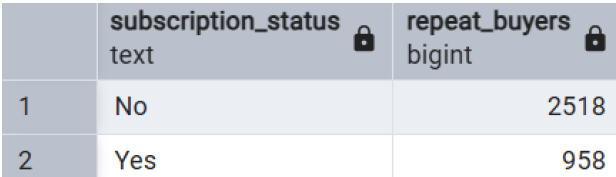 subscription_status repeat_buyers
text bigint
1 No 2518
2 Yes 958